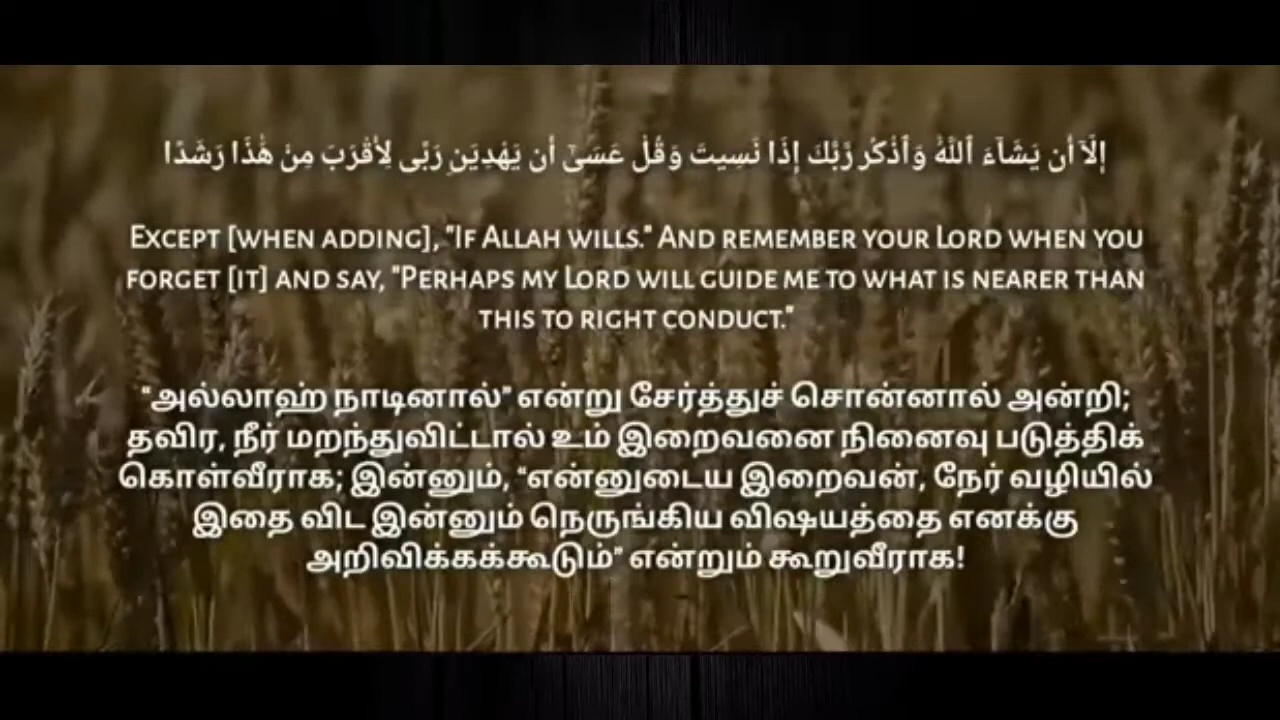 إِلَّآ أَن يَشَآءَ ٱللَّهُ وَٱذْكُر رَّبَّكَ إِذَا نَسِيتَ وَقُلْ عَسَىٰٓ أَن يَهْدِيَنِ رَبِّى لِأَقْرَبَ مِنْ هَٰذَا رَشَدًا
Except [when adding], "If Allah wills." And remember your Lord when you
forget [it] and say, "Perhaps my Lord will guide me to what is nearer than
this to right conduct."
“அல்லாஹ் நாடினால்” என்று சேர்த்துச் சொன்னால் அன்றி;
தவிர, நீர் மறந்துவிட்டால் உம் இறைவனை நினைவு படுத்திக்
கொள்வீராக; இன்னும், “என்னுடைய இறைவன், நேர் வழியில்
இதை விட இன்னும் நெருங்கிய விஷயத்தை எனக்கு
அறிவிக்கக்கூடும்” என்றும் கூறுவீராக!